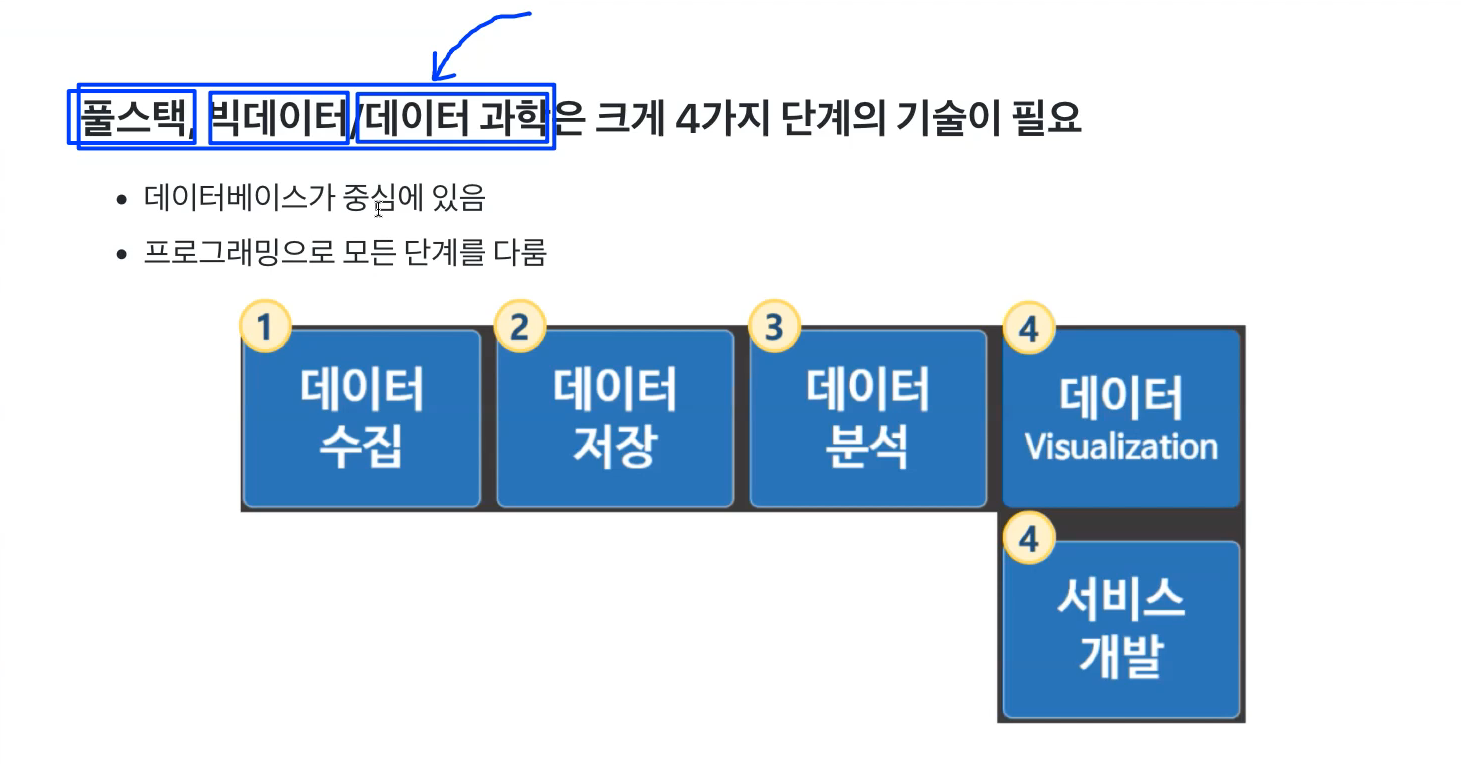 풀스택, 빅데이터/데이터 과학은 크게 4가지 단계의 기술이 필요
데이터베이스가 중심에 있음
프로그래밍으로 모든 단계를 다룸
1
데이터
수집
2
데이터
저장
3
데이터
분석
4
데이터
Visualization
4
서비스
개발